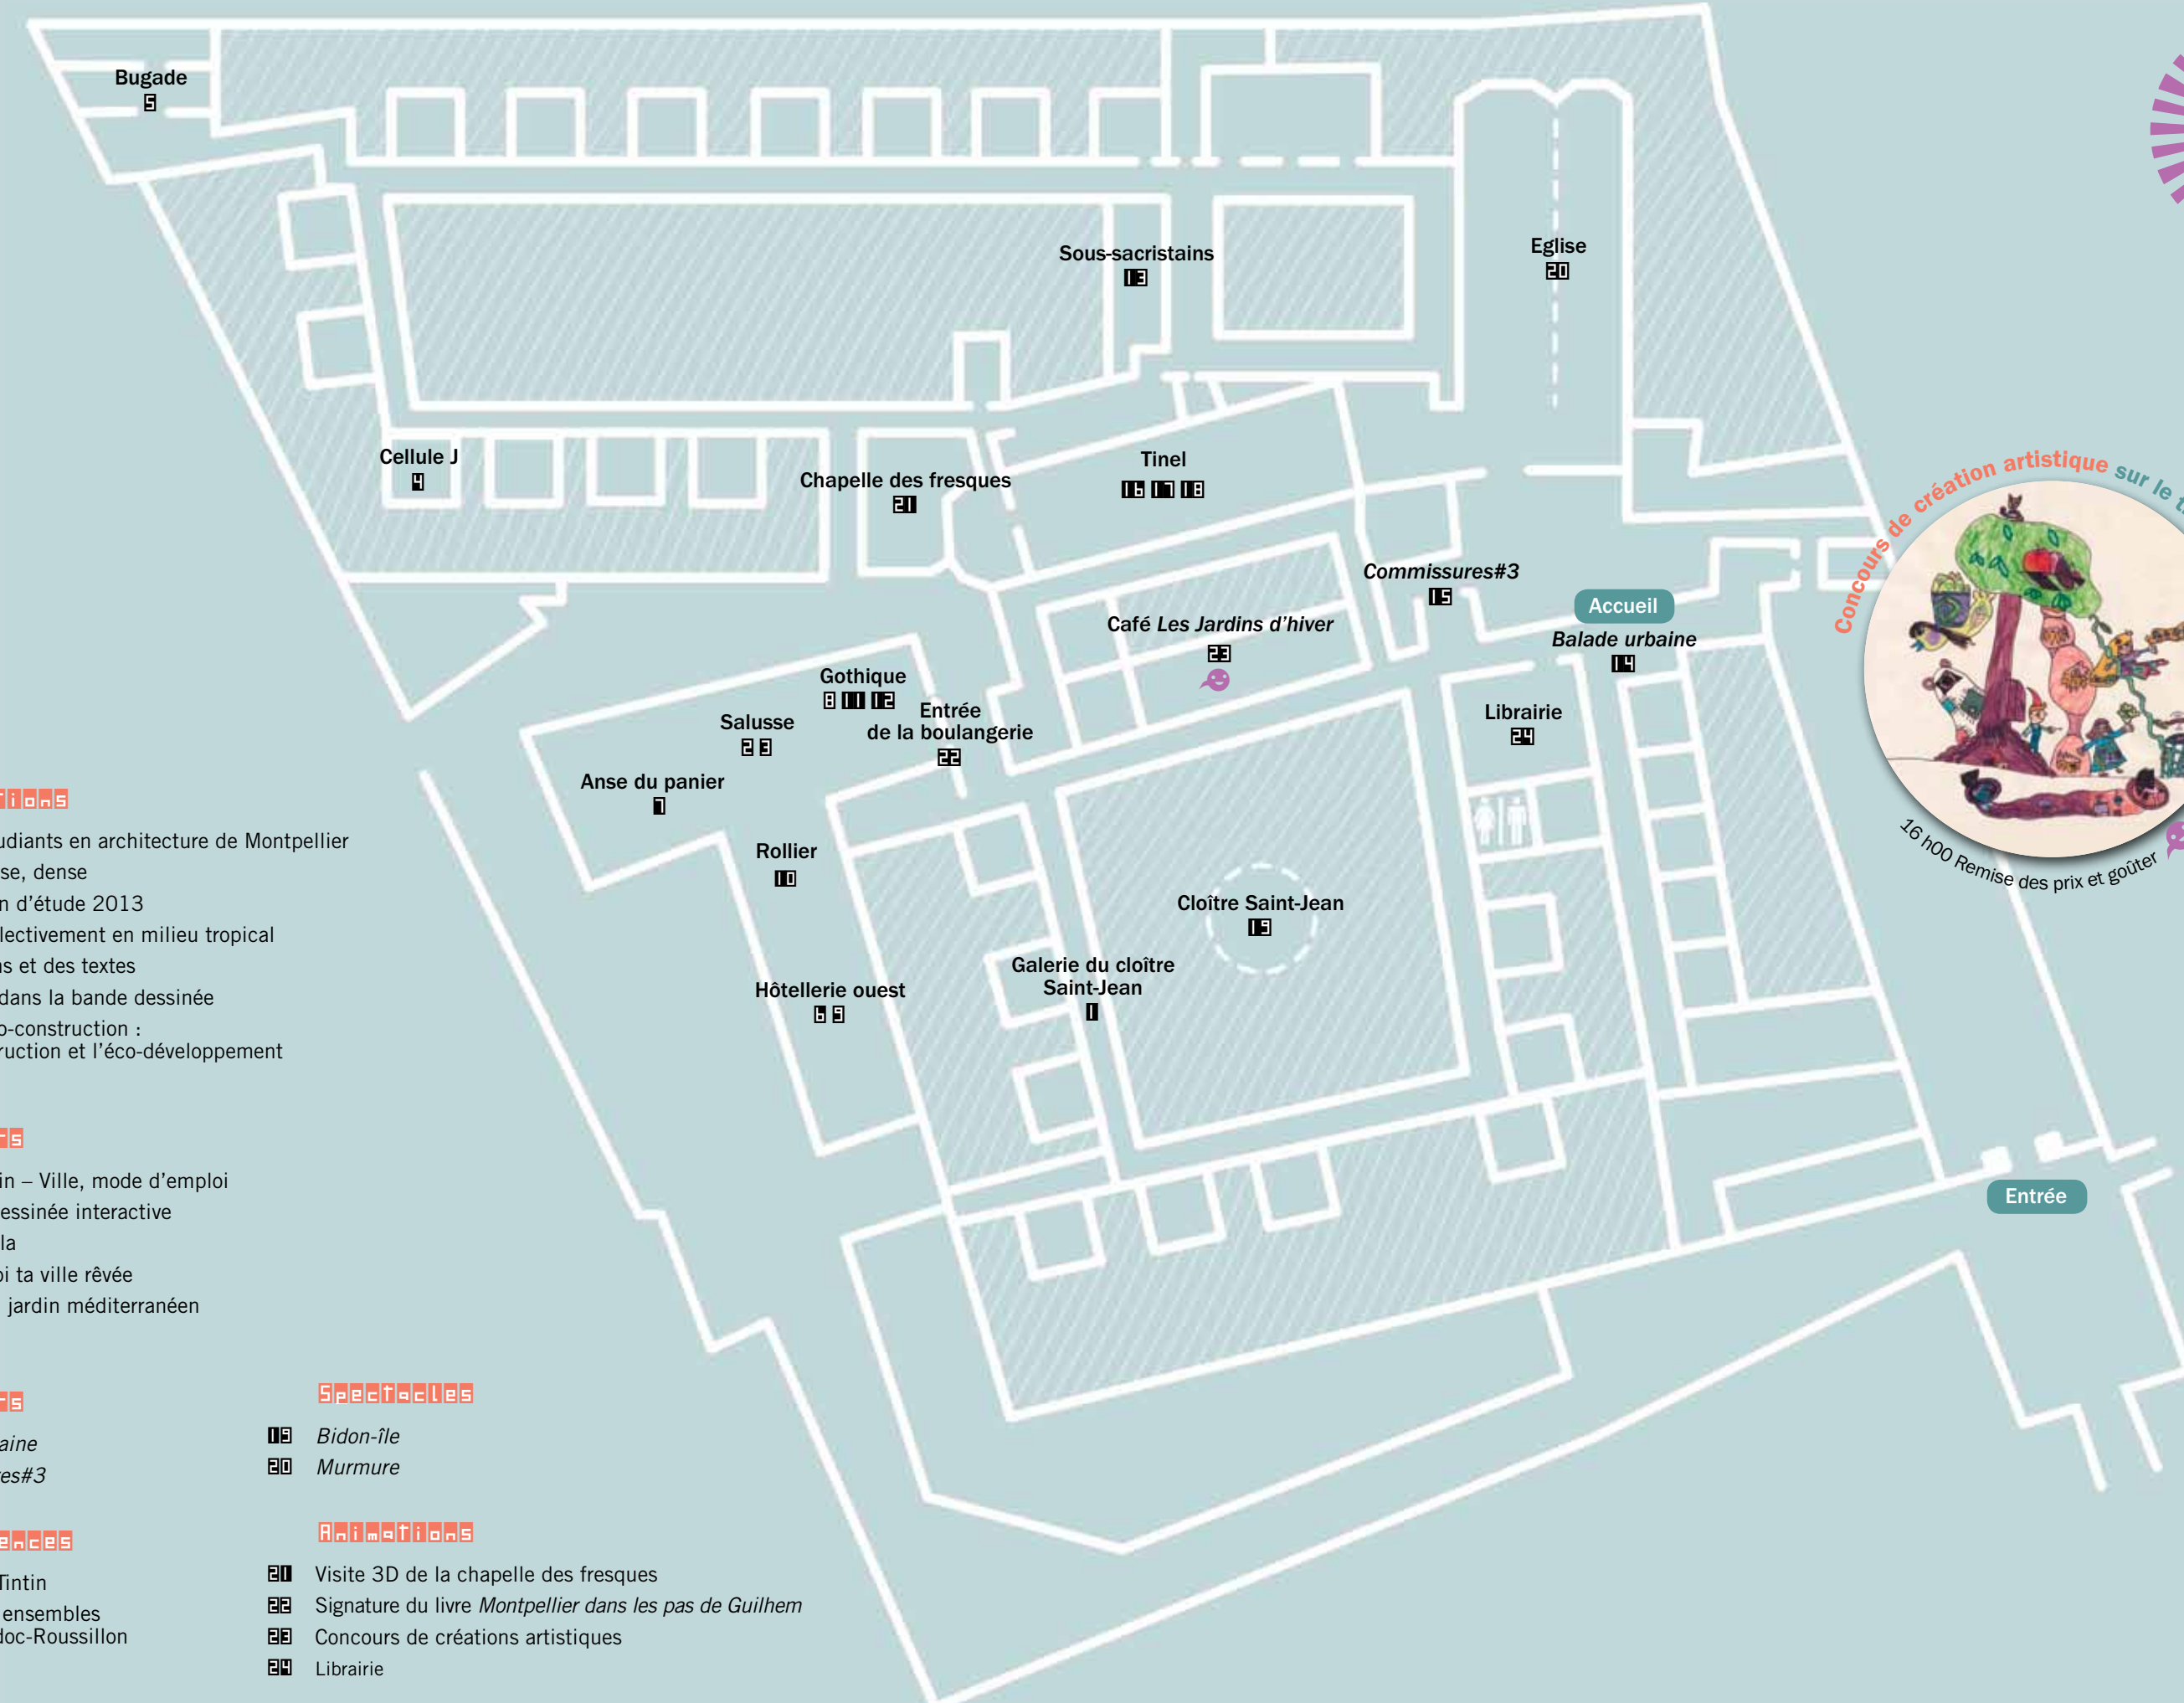 Bugade
5
Sous-sacristains
13
Eglise
20
Cellule J
4
Chapelle des fresques
21
Tinel
16 17 18
Commissures#3
15
Accueil
Balade urbaine
14
Café Les Jardins d'hiver
23
Gothique
8 11 12
Entrée
de la boulangerie
22
Salusse
2 3
Anse du panier
7
Librairie
24
Rollier
10
Cloître Saint-Jean
19
Galerie du cloître
Saint-Jean
1
Hôtellerie ouest
6 9
Entrée
Concours de création artistique sur le
16 h00 Remise des prix et goûter
tions
udiants en architecture de Montpellier
se, dense
n d'étude 2013
lectivement en milieu tropical
ns et des textes
dans la bande dessinée
o-construction :
ruction et l'éco-développement
rs
in – Ville, mode d'emploi
essinée interactive
la
oi ta ville rêvée
jardin méditerranéen
rs
aine
es#3
ences
Tintin
ensembles
doc-Roussillon
Spectacles
19 Bidon-île
20 Murmure
Animations
21 Visite 3D de la chapelle des fresques
22 Signature du livre Montpellier dans les pas de Guilhem
23 Concours de créations artistiques
24 Librairie